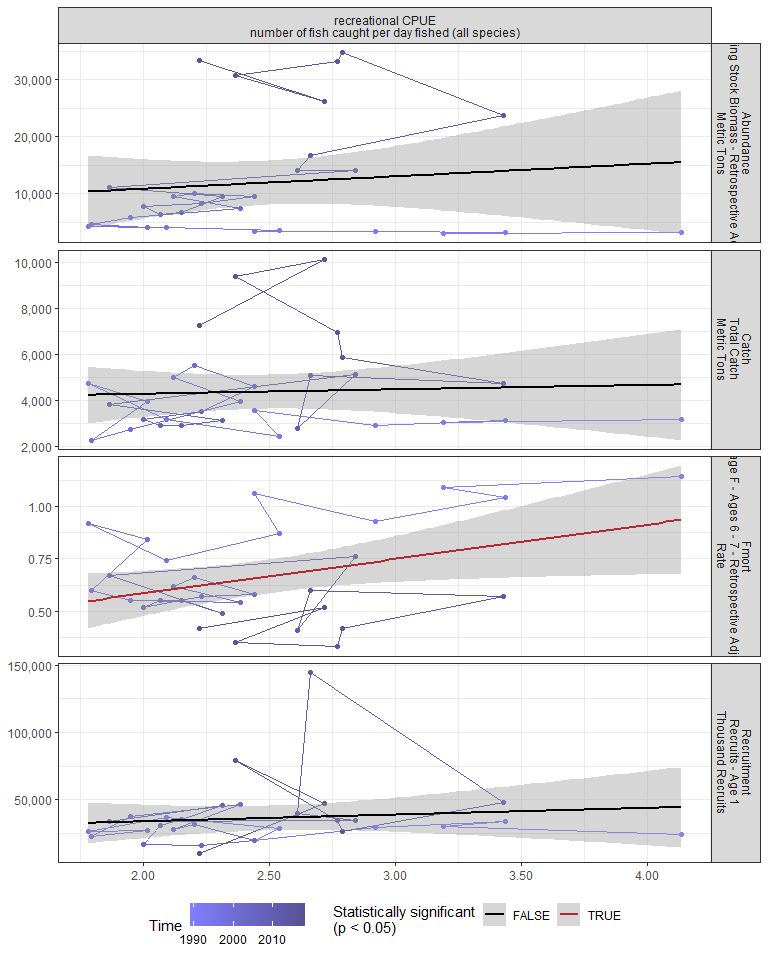 recreational CPUE
number of fish caught per day fished (all species)
30,000
20,000
10,000
Abundance
Stock Biomass - Retrospective
Metric Tons
10,000
8,000
6,000
4,000
2,000
Catch
Total Catch
Metric Tons
1.00
0.75
0.50
Fmort
F - Ages 6 - 7 - Retrospective
Rate
150,000
100,000
50,000
Recruitment
Recruits - Age 1
Thousand Recruits
2.00 2.50 3.00 3.50 4.00
Time
1990 2000 2010
Statistically significant
(p < 0.05)
FALSE TRUE